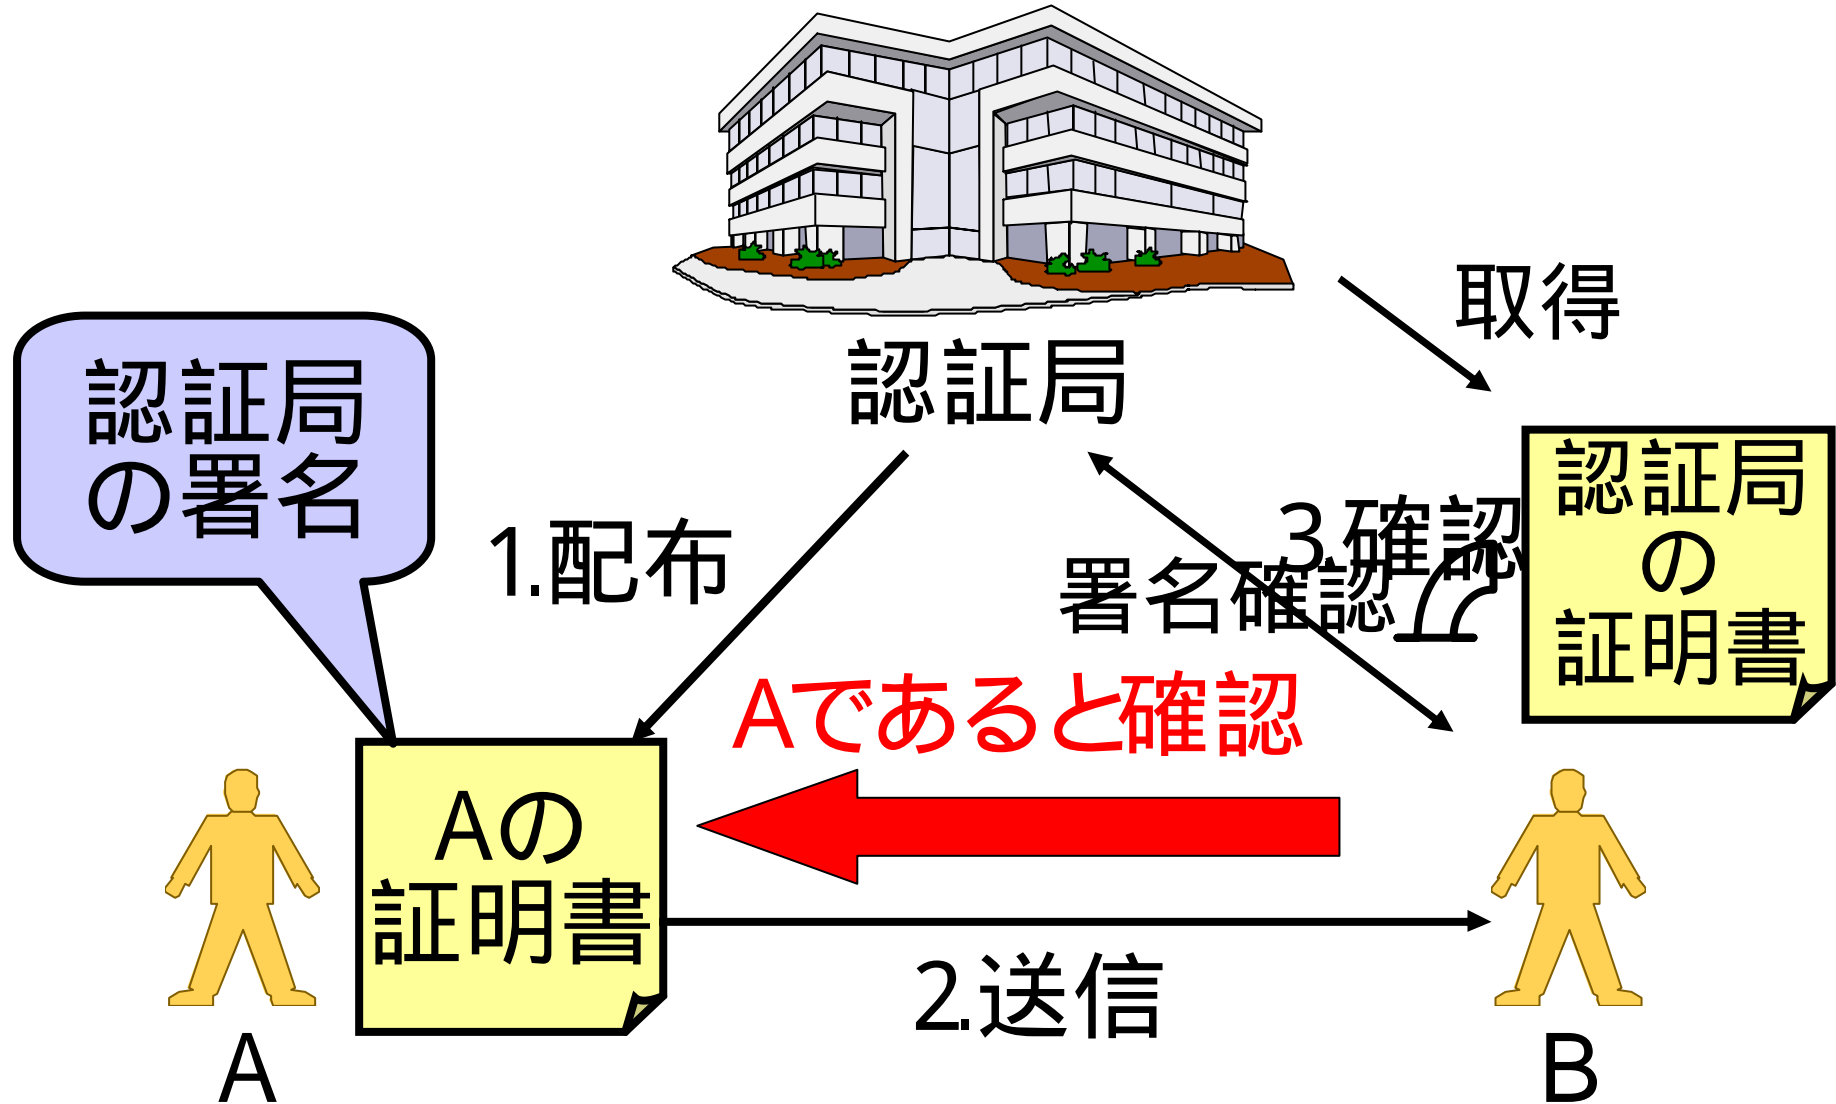 認証局
取得
認証局
の署名
認証局
の
証明書
1.配布
3.確認
署名確認
Aであると確認
Aの
証明書
2.送信
A
B